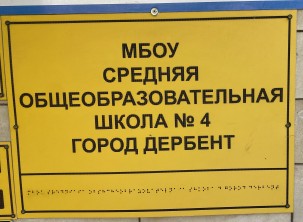 МБОУ
СРЕДНЯЯ
ОБЩЕОБРАЗОВАТЕЛЬНАЯ
ШКОЛА № 4
ГОРОД ДЕРБЕНТ